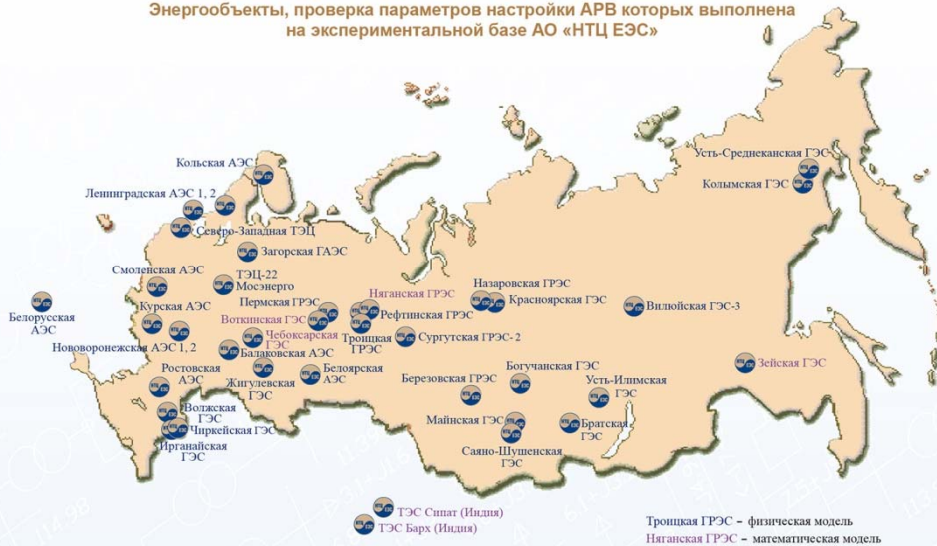 Энергообъекты, проверка параметров настройки АРВ которых выполнена
на экспериментальной базе АО «НТЦ ЕЭС»
Кольская АЭС
Усть-Среднеканская ГЭС
Колымская ГЭС
Ленинградская АЭС 1, 2
Северо-Западная ТЭЦ
Загорская ГАЭС
Смоленская АЭС
ТЭЦ-22
Мосэнерго
Няганская ГРЭС
Назаровская ГРЭС
Белорусская
АЭС
Курская АЭС
Пермская ГРЭС
Красноярская ГЭС
Вилюйская ГЭС-3
Воткинская ГЭС
Рефтинская ГРЭС
Нововоронежская АЭС 1, 2
Чебоксарская
ГЭС
Троицкая
ГРЭС
Сургутская ГРЭС- 2
Балаковская АЭС
Зейская ГЭС
Ростовская
АЭС
Жигулевская
ГЭС
Белоярская
АЭС
Богучанская ГЭС
Березовская ГРЭС
Усть-Илимская
ГЭС
Волжская
ГЭС
Чиркейская ГЭС
Ирганайская
ГЭС
Майнская ГЭС
Братская
ГЭС
Саяно-Шушенская
ГЭС
ТЭС Сипат (Индия)
ТЭС Барх (Индия)
Троицкая ГРЭС – физическая модель
Няганская ГРЭС – математическая модель